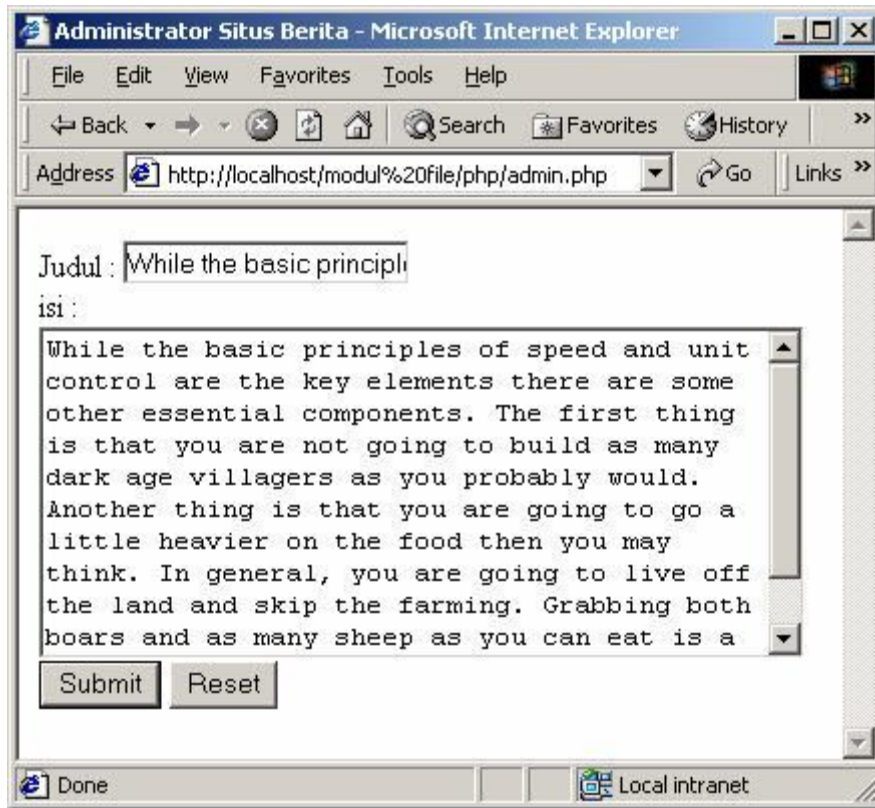 Administrator Situs Berita - Microsoft Internet Explorer
File Edit View Favorites Tools Help
Back Search Favorites History »
Address http://localhost/modul%20file/php/admin.php Go Links »
Judul : While the basic principl
isi :
While the basic principles of speed and unit
control are the key elements there are some
other essential components. The first thing
is that you are not going to build as many
dark age villagers as you probably would.
Another thing is that you are going to go a
little heavier on the food then you may
think. In general, you are going to live off
the land and skip the farming. Grabbing both
boars and as many sheep as you can eat is a
Submit Reset
Done Local intranet